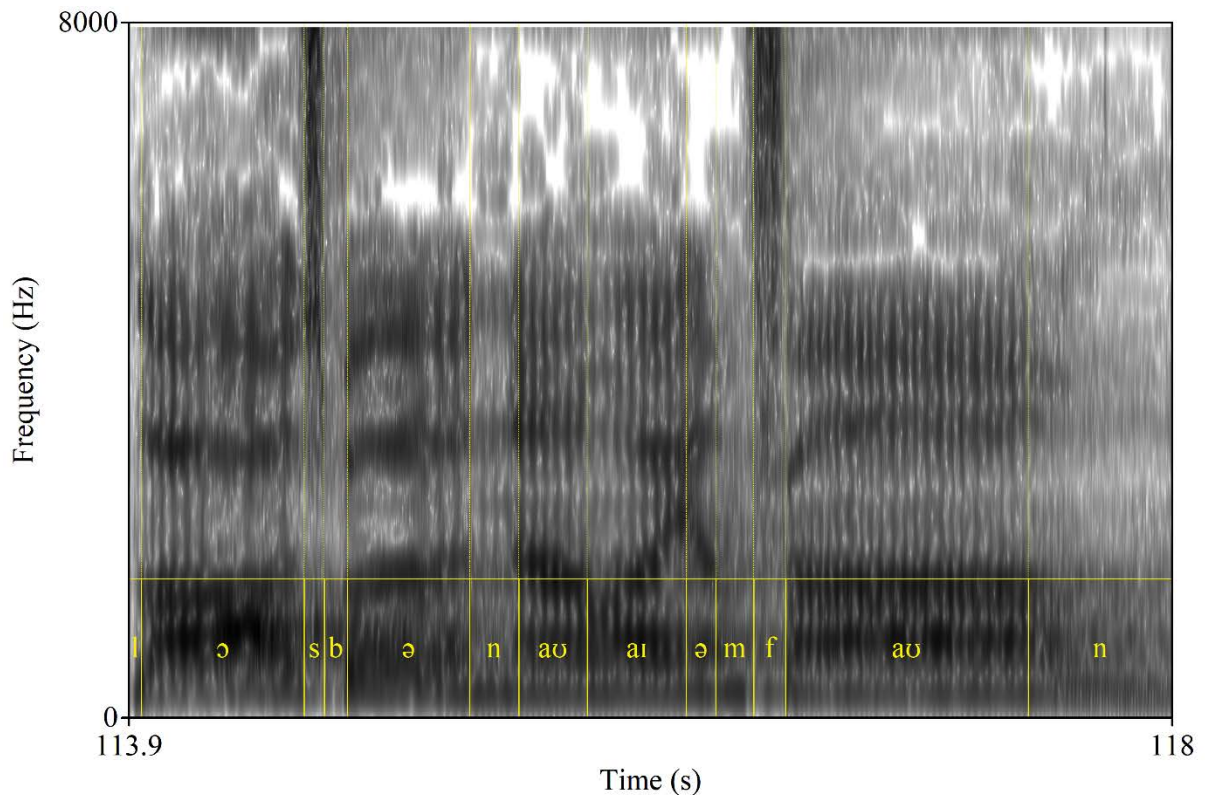 8000
Frequency (Hz)
l ɔ s b ə n aʊ aɪ ə m f aʊ n
0
113.9 118
Time (s)